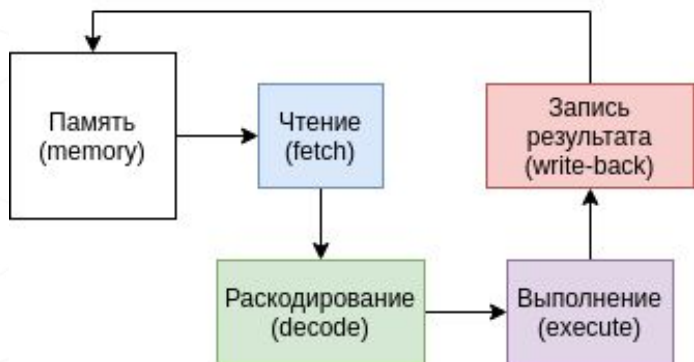 Память
(memory)
Чтение
(fetch)
Запись
результата
(write-back)
Раскодирование
(decode)
Выполнение
(execute)